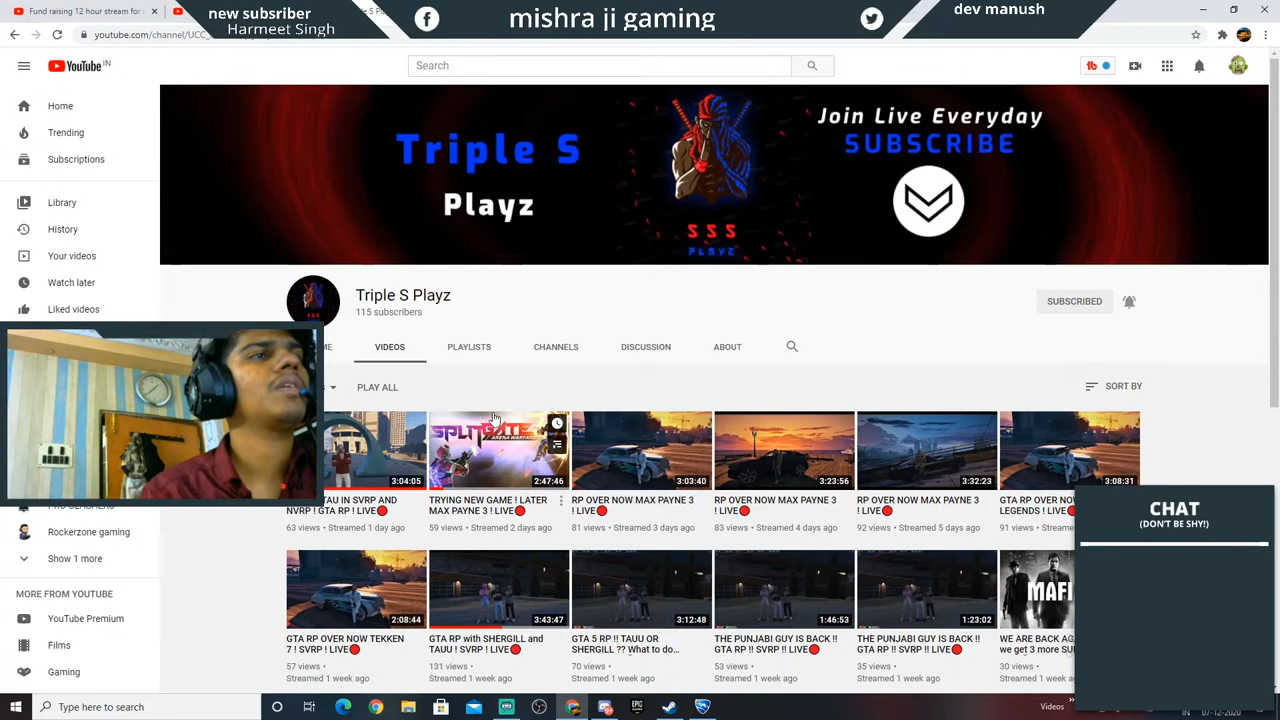 new subsriber
Harmeet Singh
mishra ji gaming
dev manush
Fund raising 12 hour stream for
youtube.com/channel/UCC_
YouTube IN
Search
Home
Trending
Subscriptions
Library
History
Your videos
Watch later
Liked videos
Rockerzone gaming
Show 1 more
MORE FROM YOUTUBE
YouTube Premium
Films
Gaming
Triple S
Playz
SSS
PLAYZ
Join Live Everyday
SUBSCRIBE
Triple S Playz
115 subscribers
SUBSCRIBED
VIDEOS
PLAYLISTS
CHANNELS
DISCUSSION
ABOUT
PLAY ALL
SORT BY
3:04:05
TAU IN SVRP AND
NVRP ! GTA RP ! LIVE
63 views • Streamed 1 day ago
SPLITGATE
ARENA WARFARE
2:47:46
TRYING NEW GAME ! LATER
MAX PAYNE 3 ! LIVE
59 views • Streamed 2 days ago
3:03:40
RP OVER NOW MAX PAYNE 3
! LIVE
81 views • Streamed 3 days ago
3:23:56
RP OVER NOW MAX PAYNE 3
! LIVE
83 views • Streamed 4 days ago
3:32:23
RP OVER NOW MAX PAYNE 3
! LIVE
92 views • Streamed 5 days ago
3:08:31
GTA RP OVER NO
LEGENDS ! LIVE
91 views • Stream
2:08:44
GTA RP OVER NOW TEKKEN
7 ! SVRP ! LIVE
57 views •
Streamed 1 week ago
3:43:47
GTA RP with SHERGILL and
TAUU ! SVRP ! LIVE
131 views •
Streamed 1 week ago
3:12:48
GTA 5 RP !! TAUU OR
SHERGILL ?? What to do...
70 views •
Streamed 1 week ago
1:46:53
THE PUNJABI GUY IS BACK !!
GTA RP !! SVRP !! LIVE
53 views •
Streamed 1 week ago
1:23:02
THE PUNJABI GUY IS BACK !!
GTA RP !! SVRP !! LIVE
35 views •
Streamed 1 week ago
MAFI
WE ARE BACK AG
we get 3 more SU
30 views •
Streamed 1 week ago
CHAT
(DON'T BE SHY!)
Type here to search
Videos
IN
07-12-2020